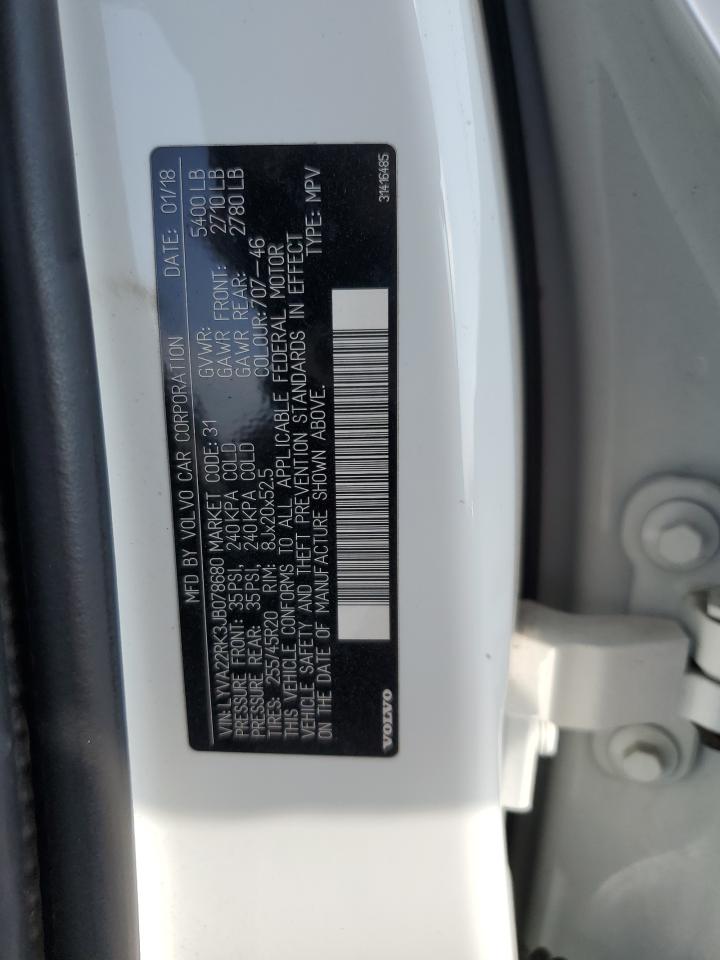 MFD BY VOLVO CAR CORPORATION DATE: 01/18
VIN: LYVA22RK3JB078680 MARKET CODE: 31 GVWR: 5400 LB
PRESSURE FRONT: 35PSI, 240KPA COLD GAWR FRONT: 2710 LB
PRESSURE REAR: 35PSI, 240KPA COLD GAWR REAR: 2780 LB
TIRES: 255/45R20 RIM: 8Jx20x52.5 COLOUR: 707-46
THIS VEHICLE CONFORMS TO ALL APPLICABLE FEDERAL MOTOR
VEHICLE SAFETY AND THEFT PREVENTION STANDARDS IN EFFECT
ON THE DATE OF MANUFACTURE SHOWN ABOVE. TYPE: MPV
VOLVO 31416485